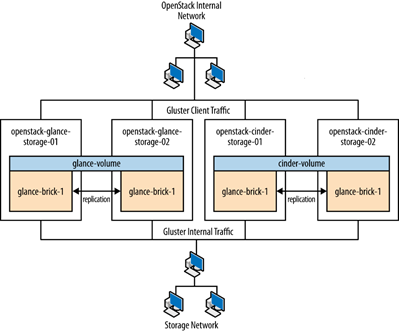 OpenStack Internal
Network
Gluster Client Traffic
openstack-glance-
storage-01
openstack-glance-
storage-02
openstack-cinder-
storage-01
openstack-cinder-
storage-02
glance-volume
cinder-volume
glance-brick-1
replication
glance-brick-1
glance-brick-1
replication
glance-brick-1
Gluster Internal Traffic
Storage Network